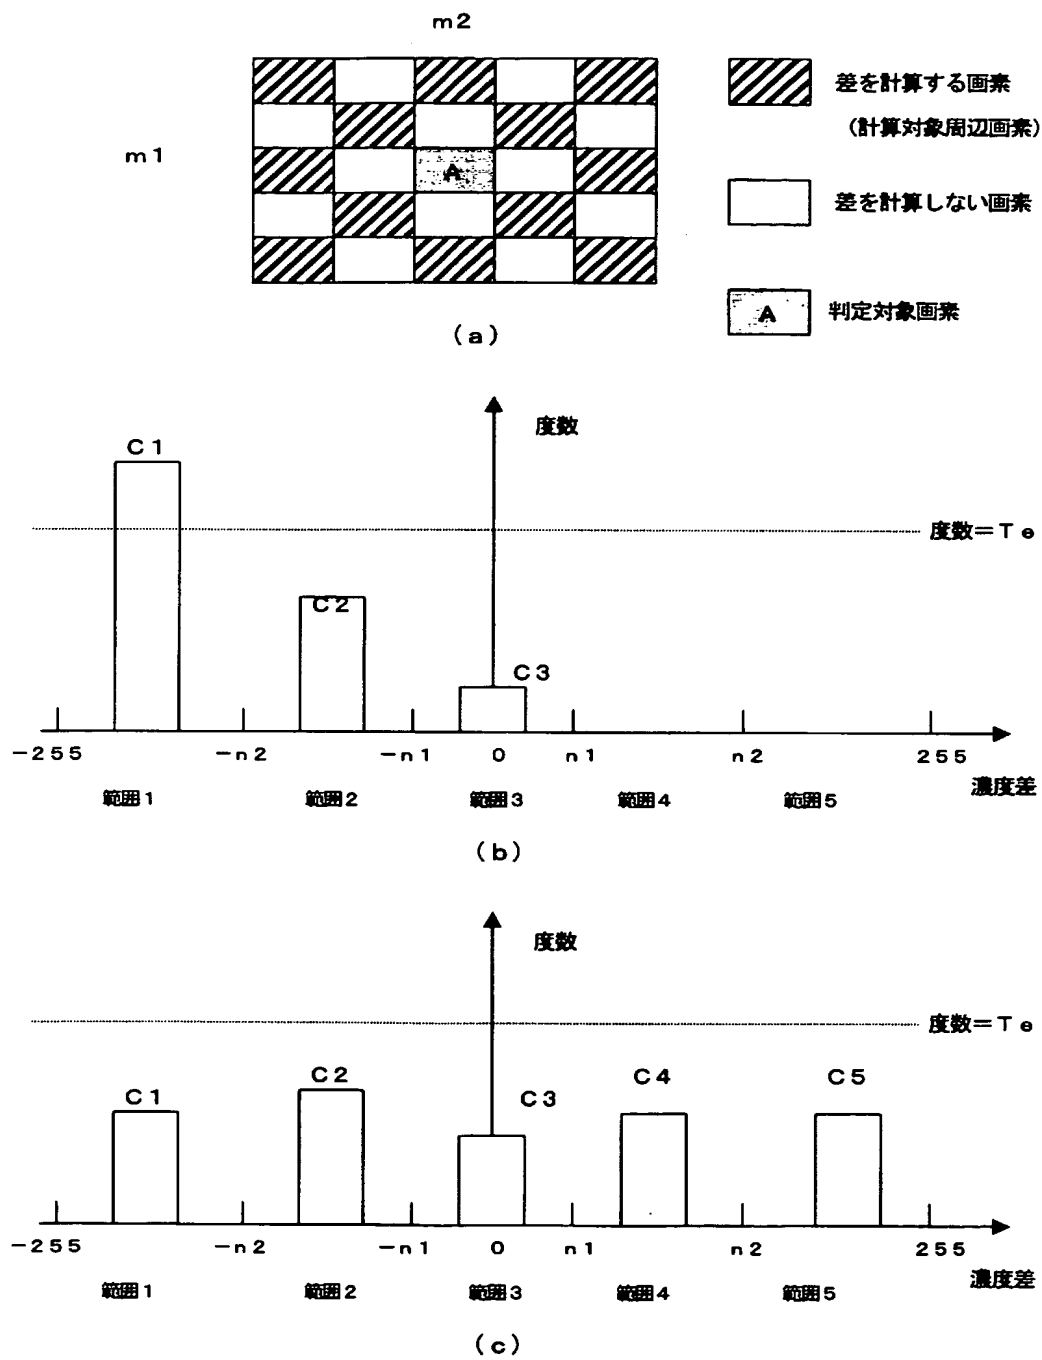 m2
m1
A
差を計算する画素
(計算対象周辺画素)
差を計算しない画素
A
判定対象画素
(a)
度数
C1
度数=Te
C2
C3
-255
-n2
-n1
0
n1
n2
255
濃度差
範囲1
範囲2
範囲3
範囲4
範囲5
(b)
度数
度数=Te
C1
C2
C3
C4
C5
-255
-n2
-n1
0
n1
n2
255
濃度差
範囲1
範囲2
範囲3
範囲4
範囲5
(c)